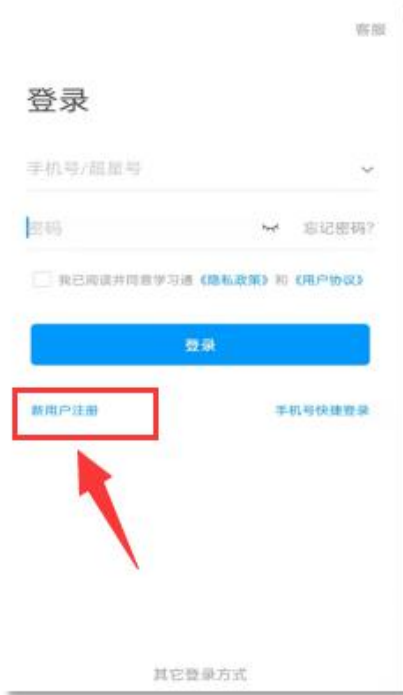 客服
登录
手机号/超星号
密码 忘记密码?
我已阅读并同意学习通《隐私政策》和《用户协议》
登录
新用户注册 手机号快捷登录
其它登录方式